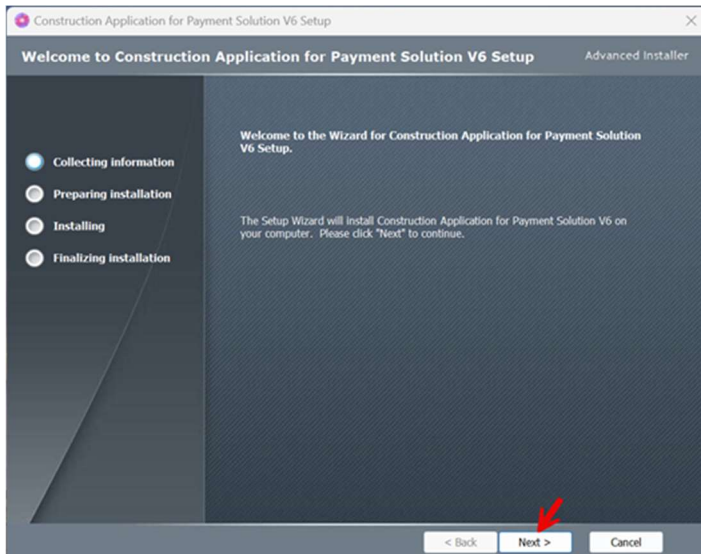 Construction Application for Payment Solution V6 Setup
Welcome to Construction Application for Payment Solution V6 Setup
Advanced Installer
Collecting information
Preparing installation
Installing
Finalizing installation
Welcome to the Wizard for Construction Application for Payment Solution
V6 Setup.
The Setup Wizard will install Construction Application for Payment Solution V6 on
your computer. Please click "Next" to continue.
< Back
Next >
Cancel